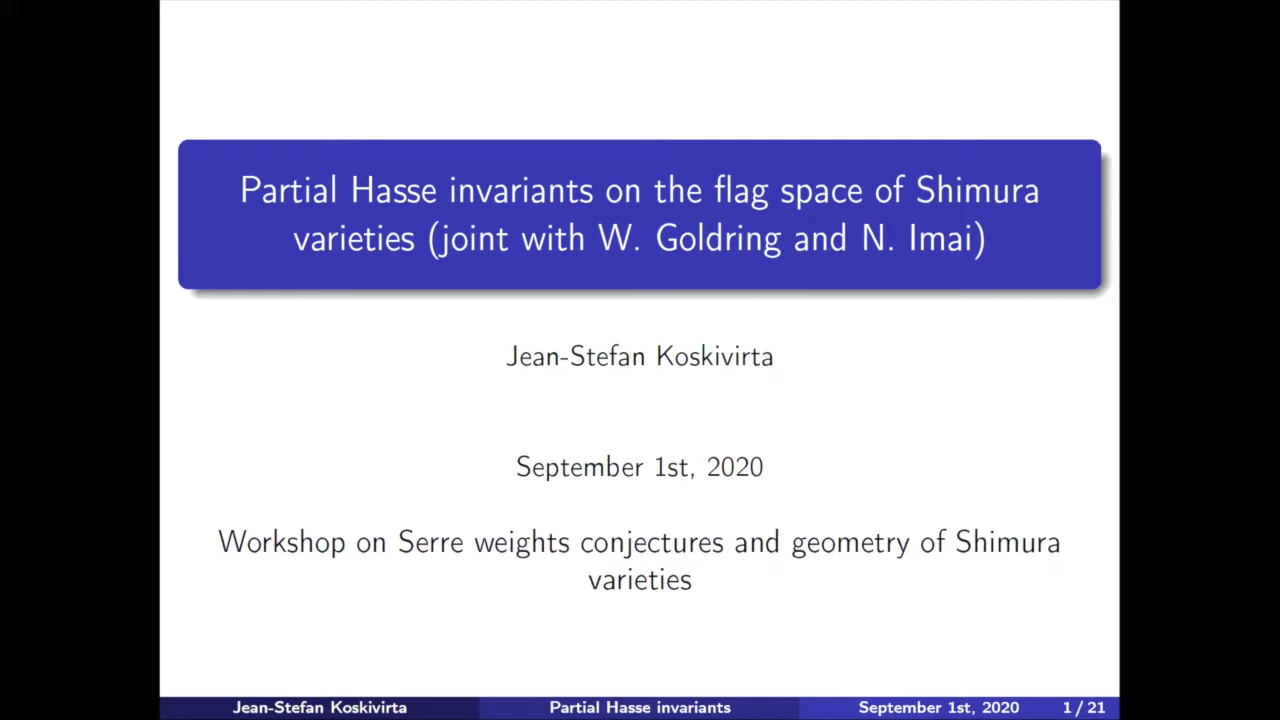 Partial Hasse invariants on the flag space of Shimura
varieties (joint with W. Goldring and N. Imai)
Jean-Stefan Koskivirta
September 1st, 2020
Workshop on Serre weights conjectures and geometry of Shimura
varieties
Jean-Stefan Koskivirta Partial Hasse invariants September 1st, 2020 1 / 21